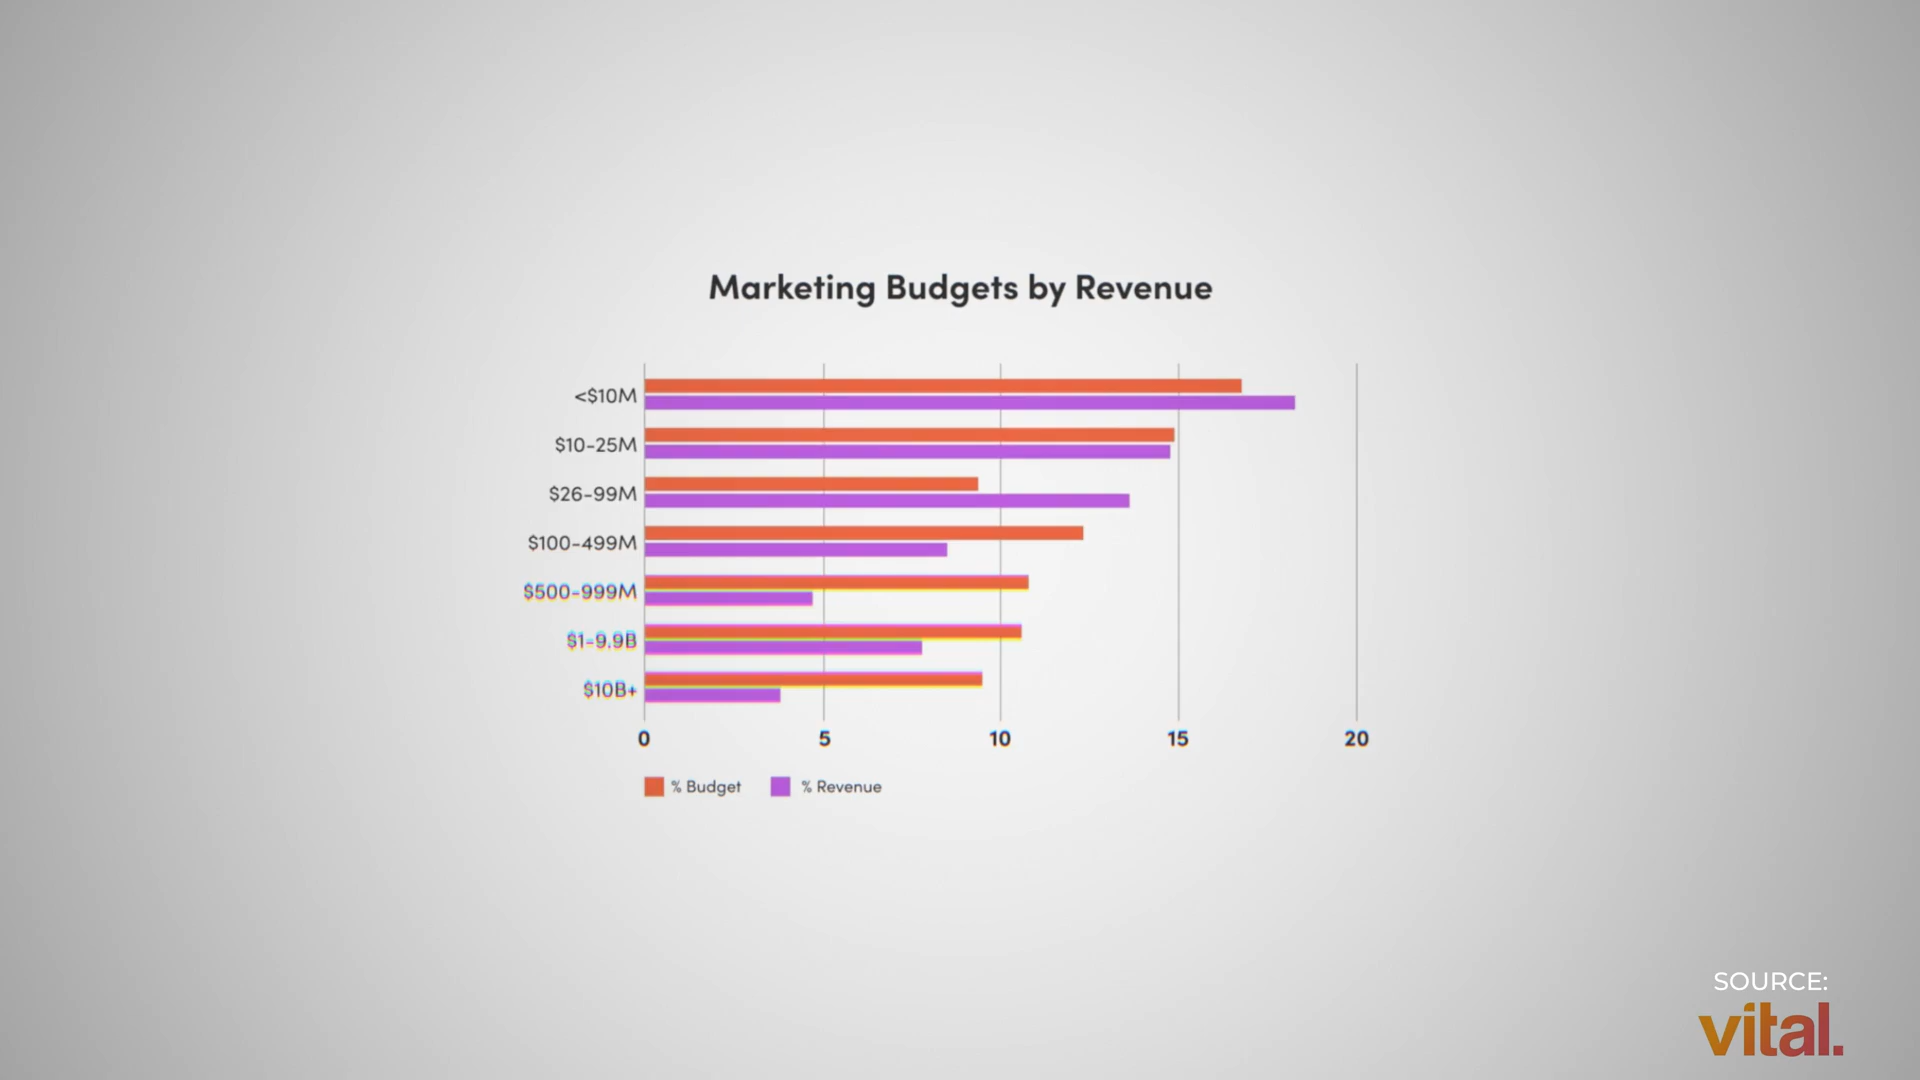 Marketing Budgets by Revenue
<$10M
$10-25M
$26-99M
$100-499M
$500-999M
$1-9.9B
$10B+
0 5 10 15 20
% Budget % Revenue
SOURCE:
vital.